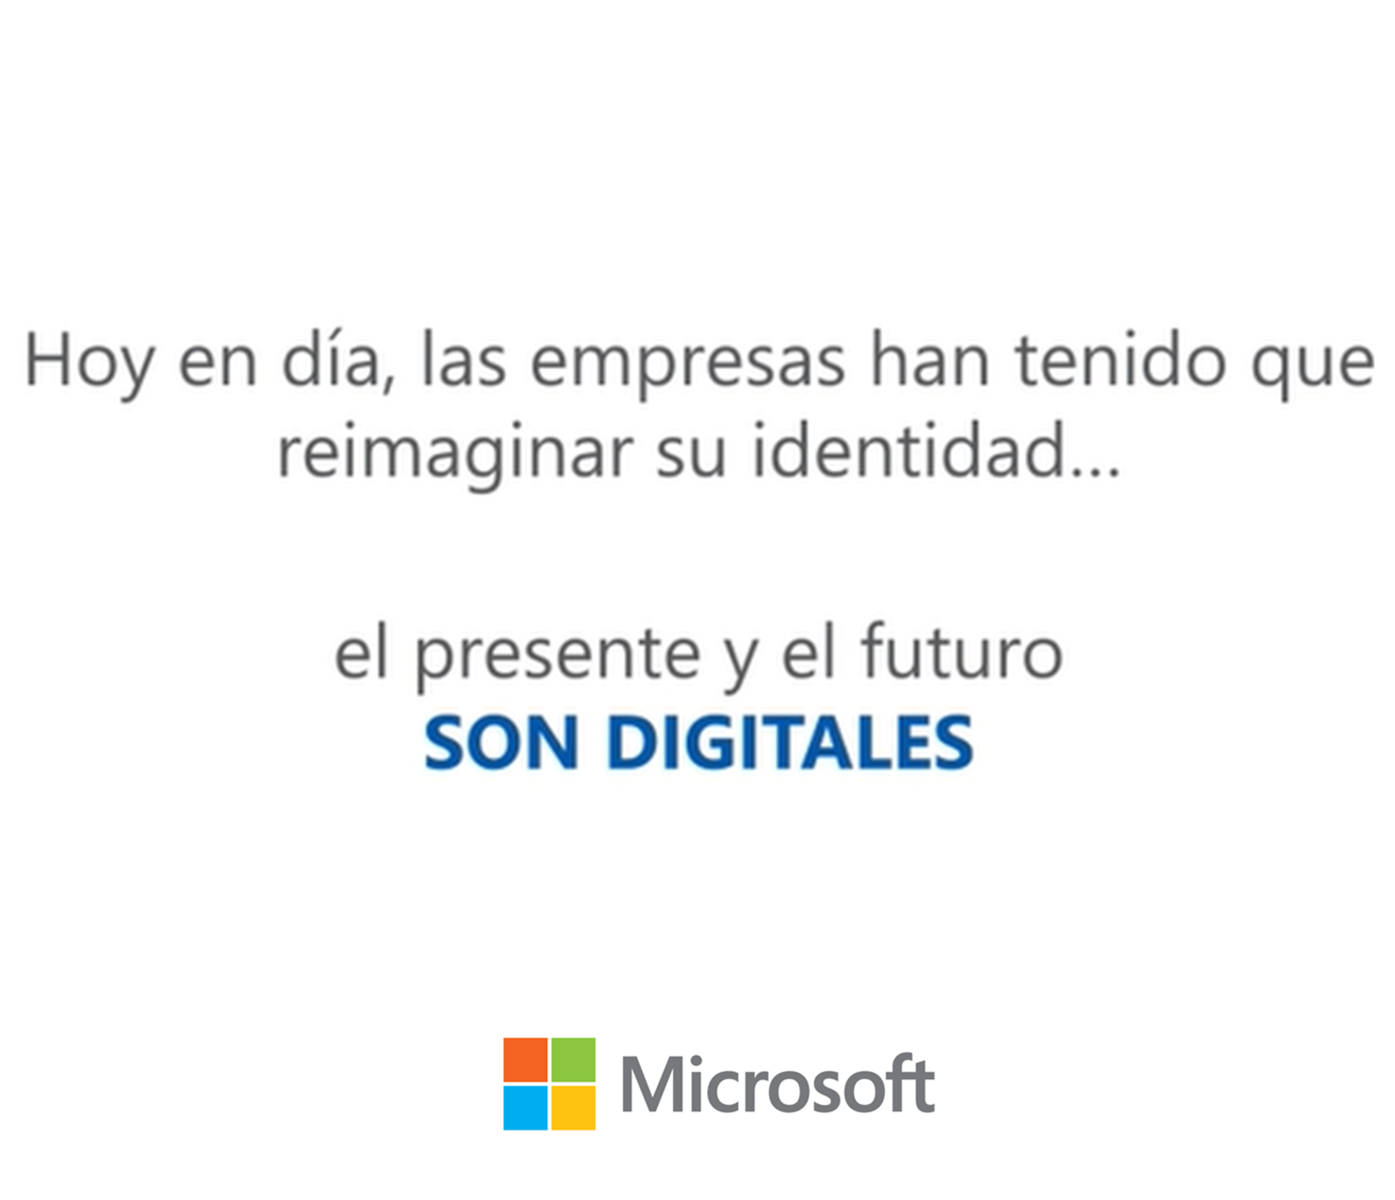 Hoy en día, las empresas han tenido que
reimaginar su identidad...
el presente y el futuro
SON DIGITALES
Microsoft